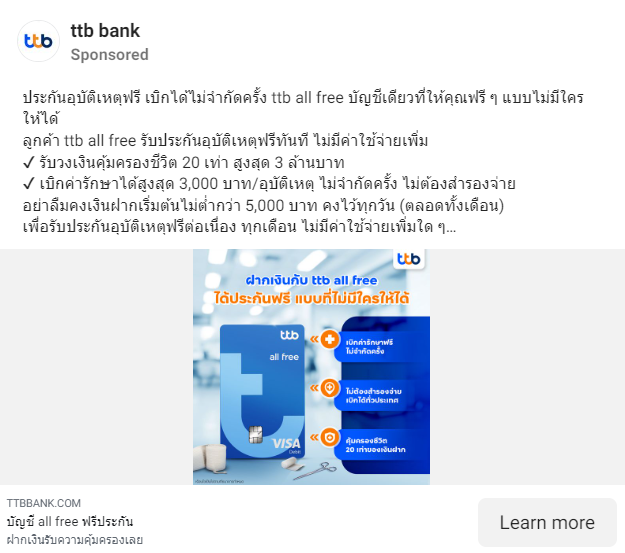 ttb bank
Sponsored
ประกันอุบัติเหตุฟรี เบิกได้ไม่จำกัดครั้ง ttb all free บัญชีเดียวที่ให้คุณฟรี ๆ แบบไม่มีใคร
ให้ได้
ลูกค้า ttb all free รับประกันอุบัติเหตุฟรีทันที ไม่มีค่าใช้จ่ายเพิ่ม
✓ รับวงเงินคุ้มครองชีวิต 20 เท่า สูงสุด 3 ล้านบาท
✓ เบิกค่ารักษาได้สูงสุด 3,000 บาท/อุบัติเหตุ ไม่จำกัดครั้ง ไม่ต้องสำรองจ่าย
อย่าลืมคงเงินฝากเริ่มต้นไม่ต่ำกว่า 5,000 บาท คงไว้ทุกวัน (ตลอดทั้งเดือน)
เพื่อรับประกันอุบัติเหตุฟรีต่อเนื่อง ทุกเดือน ไม่มีค่าใช้จ่ายเพิ่มใด ๆ...
ttb
ฝากเงินกับ ttb all free
ได้ประกันฟรี แบบที่ไม่มีใครให้ได้
ttb
all free
VISA
Debit
เบิกค่ารักษาฟรี
ไม่จำกัดครั้ง
ไม่ต้องสำรองจ่าย
เบิกได้ทั่วประเทศ
คุ้มครองชีวิต
20 เท่าของเงินฝาก
TTBBANK.COM
บัญชี all free ฟรีประกัน
ฝากเงินรับความคุ้มครองเลย
Learn more